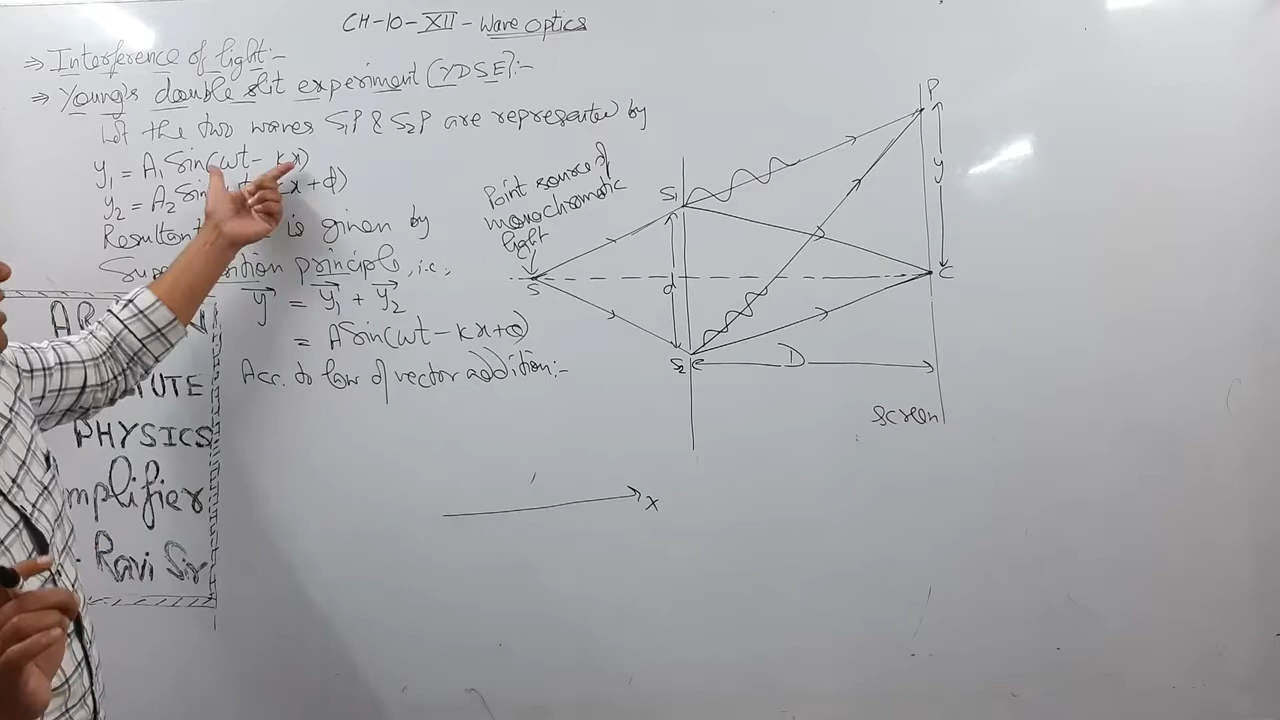 CH-10-XII-Wave Optics
⇒ Interference of light:-
⇒ Young's double slit experiment (YDSE):-
Let the two waves S₁P & S₂P are represented by
y₁ = A₁ Sin(ωt - kx)
y₂ = A₂ Sin x + ϕ)
Resultant is given by
principle, i.e.,
y = y₁ + y₂
= A Sin(ωt - kx + θ)
Acc. to low of vector addition:-
PHYSICS
Ravi Sir
Point source of
monochromatic
light
S
S₁
S₂
d
D
P
y
C
Screen
x